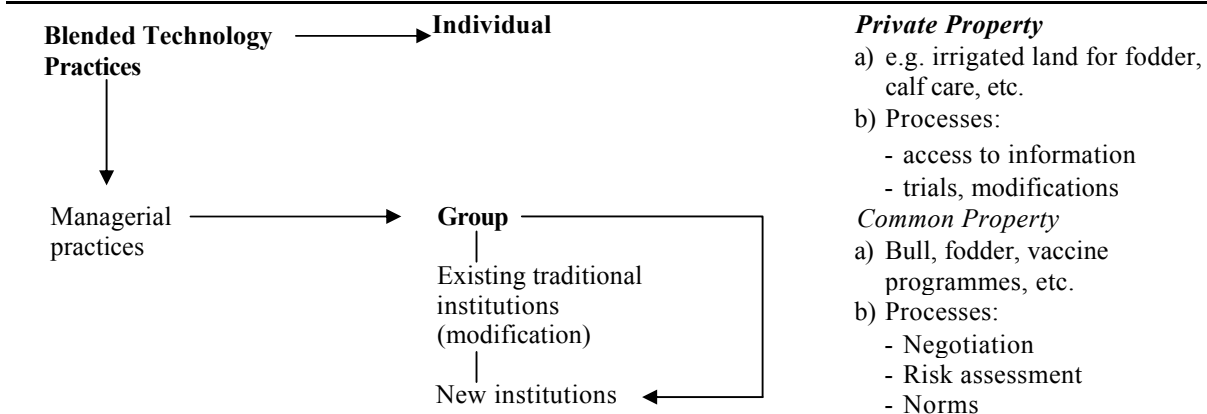 Blended Technology
Practices
Individual
Managerial
practices
Group
Existing traditional
institutions
(modification)
New institutions
Private Property
a) e.g. irrigated land for fodder,
calf care, etc.
b) Processes:
- access to information
- trials, modifications
Common Property
a) Bull, fodder, vaccine
programmes, etc.
b) Processes:
- Negotiation
- Risk assessment
- Norms